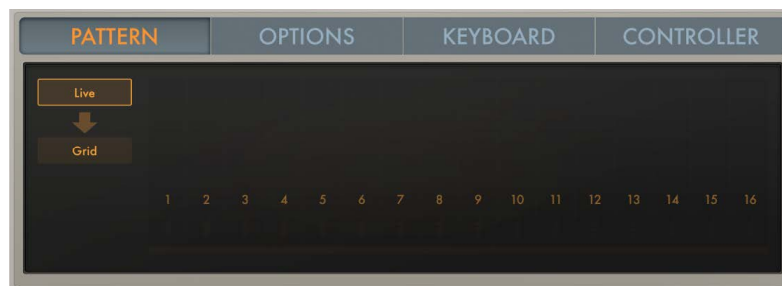 PATTERN OPTIONS KEYBOARD CONTROLLER
Live
Grid
1 2 3 4 5 6 7 8 9 10 11 12 13 14 15 16